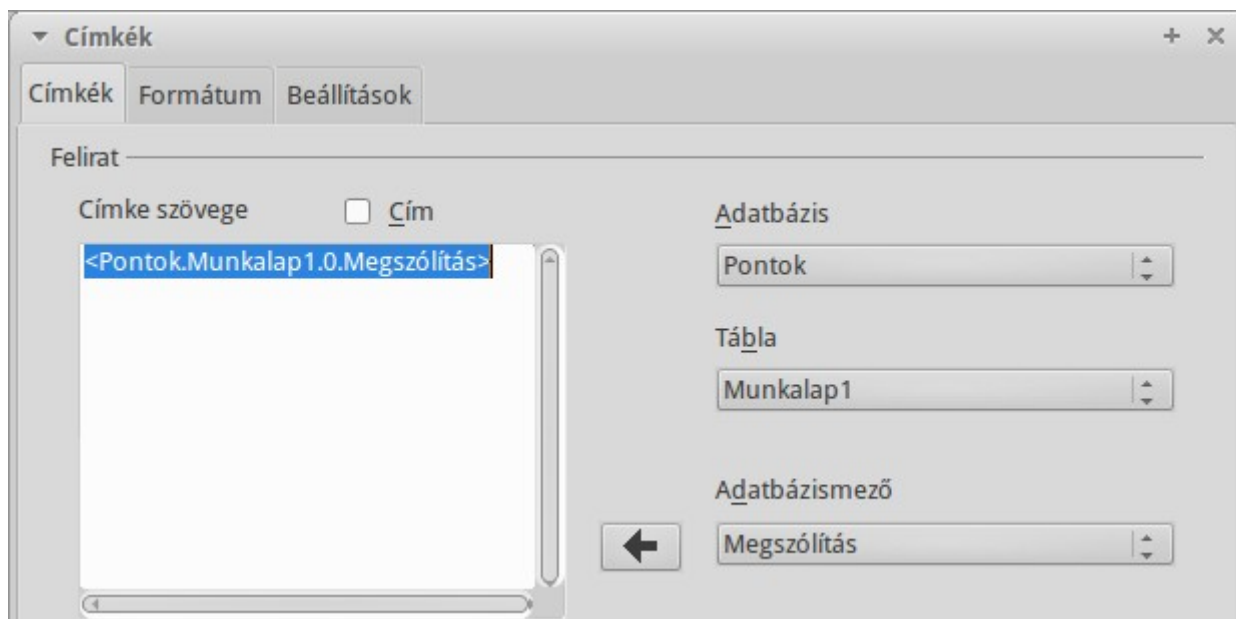 Címkék
Címkék Formátum Beállítások
Felirat
Címke szövege Cím
<Pontok.Munkalap1.0.Megszólítás>
Adatbázis
Pontok
Tábla
Munkalap1
Adatbázismező
Megszólítás